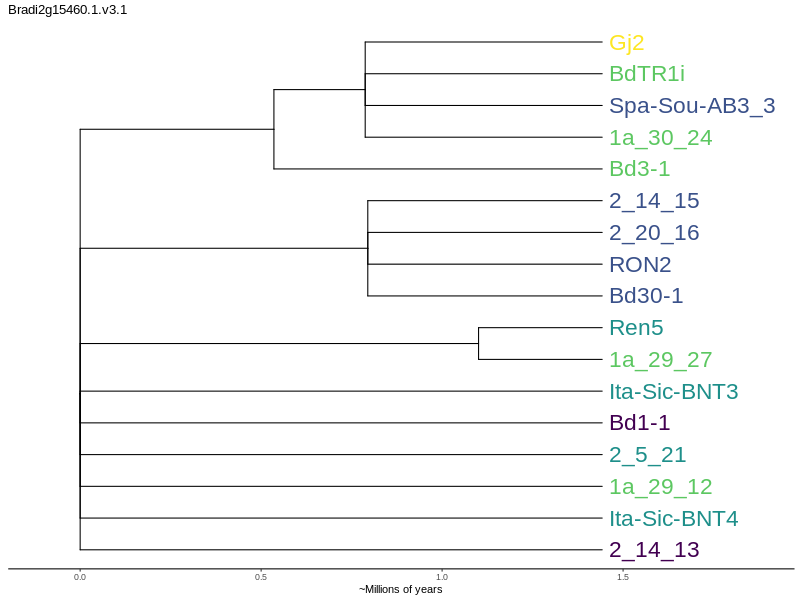 Bradi2g15460.1.v3.1
Gj2
BdTR1i
Spa-Sou-AB3_3
1a_30_24
Bd3-1
2_14_15
2_20_16
RON2
Bd30-1
Ren5
1a_29_27
Ita-Sic-BNT3
Bd1-1
2_5_21
1a_29_12
Ita-Sic-BNT4
2_14_13
0.0 0.5 1.0 1.5
~Millions of years